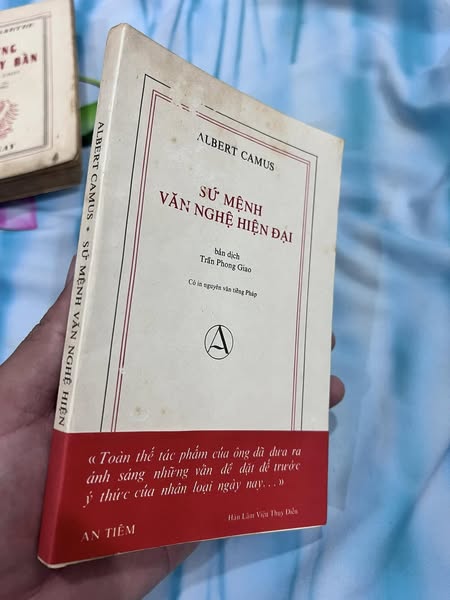 ALBERT CAMUS
SỨ MỆNH
VĂN NGHỆ HIỆN ĐẠI
bản dịch
Trần Phong Giao
Có in nguyên văn tiếng Pháp
A
« Toàn thể tác phẩm của ông đã đưa ra
ánh sáng những vấn đề đặt để trước
ý thức của nhân loại ngày nay. . . »
Hàn Lâm Viện Thụy Điển
AN TIÊM
ALBERT CAMUS • SỨ MỆNH VĂN NGHỆ HIỆN